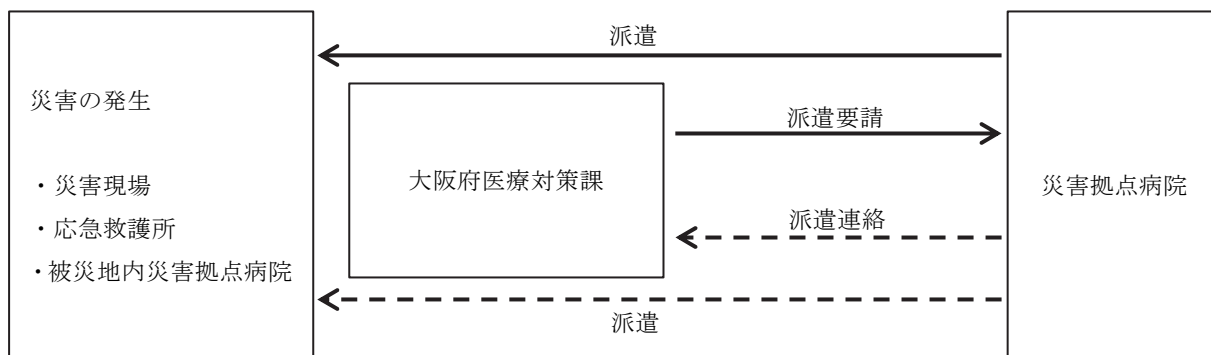 派遣
災害の発生
・災害現場
・応急救護所
・被災地内災害拠点病院
大阪府医療対策課
派遣要請
派遣連絡
災害拠点病院
派遣